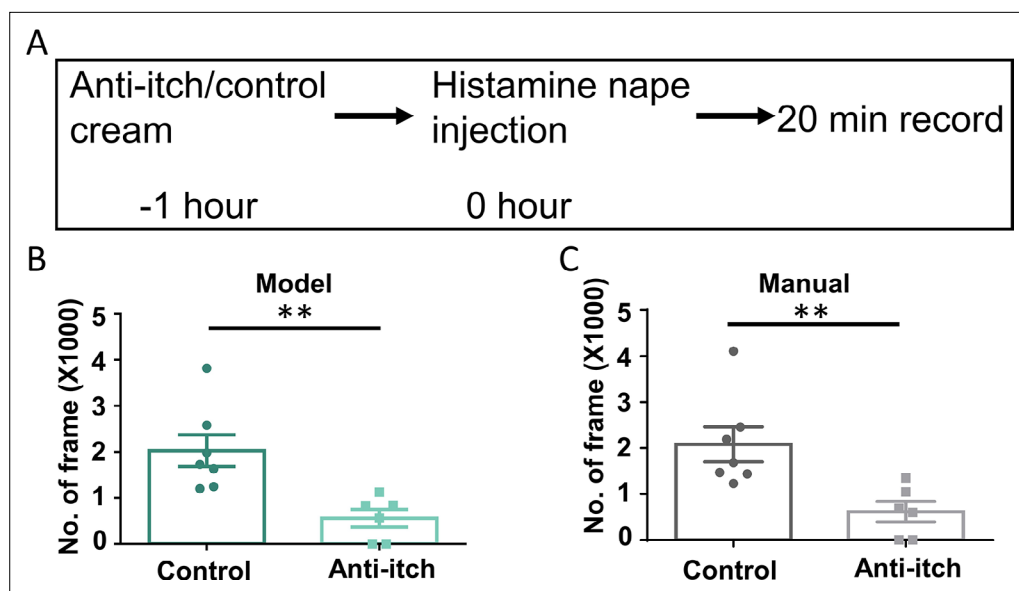 A
Anti-itch/control
cream
Histamine nape
injection
20 min record
-1 hour
0 hour
B
Model
**
No. of frame (X1000)
5
4
3
2
1
0
Control
Anti-itch
C
Manual
**
No. of frame (X1000)
5
4
3
2
1
0
Control
Anti-itch